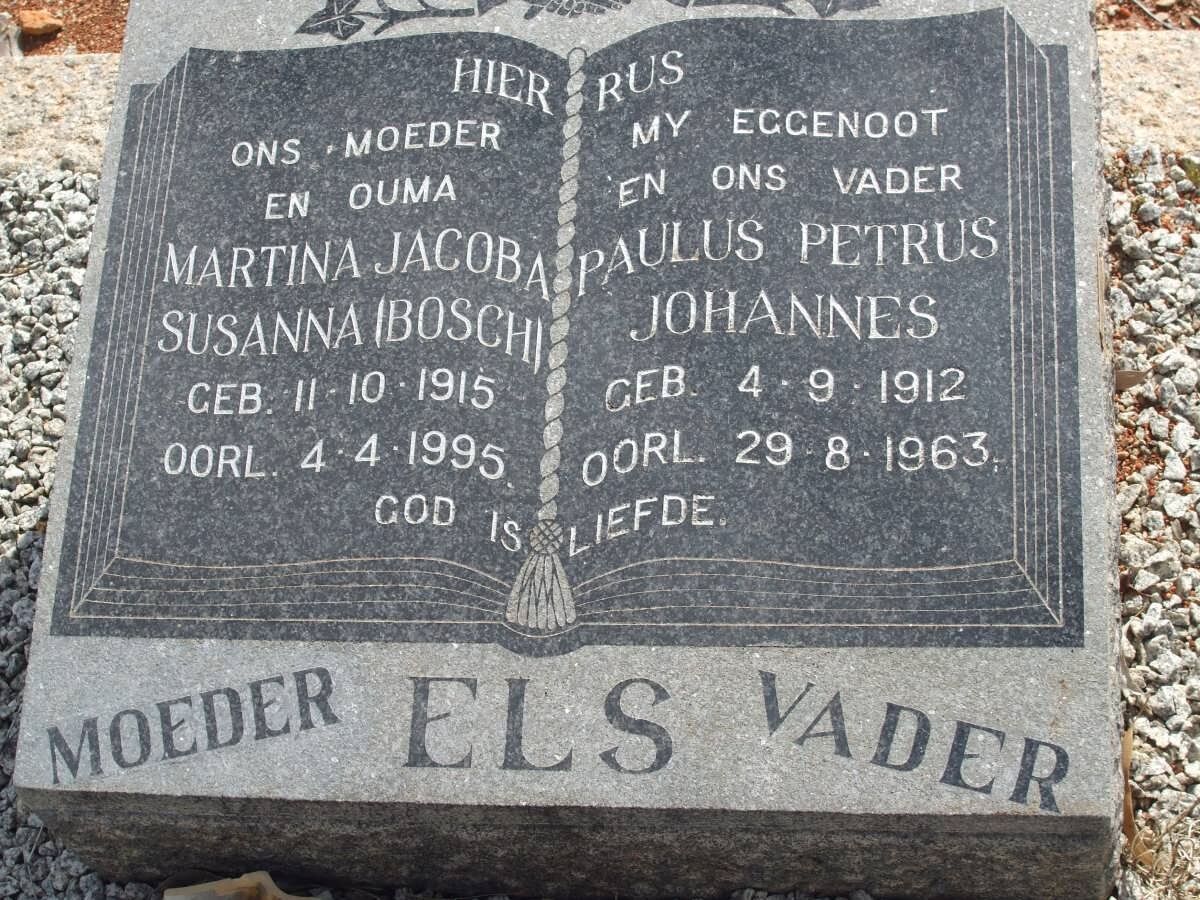 HIER RUS
ONS MOEDER
EN OUMA
MARTINA JACOBA
SUSANNA (BOSCH)
GEB. 11·10·1915
OORL. 4·4·1995.
MY EGGENOOT
EN ONS VADER
PAULUS PETRUS
JOHANNES
GEB. 4·9·1912
OORL. 29·8·1963.
GOD IS LIEFDE.
MOEDER ELS VADER